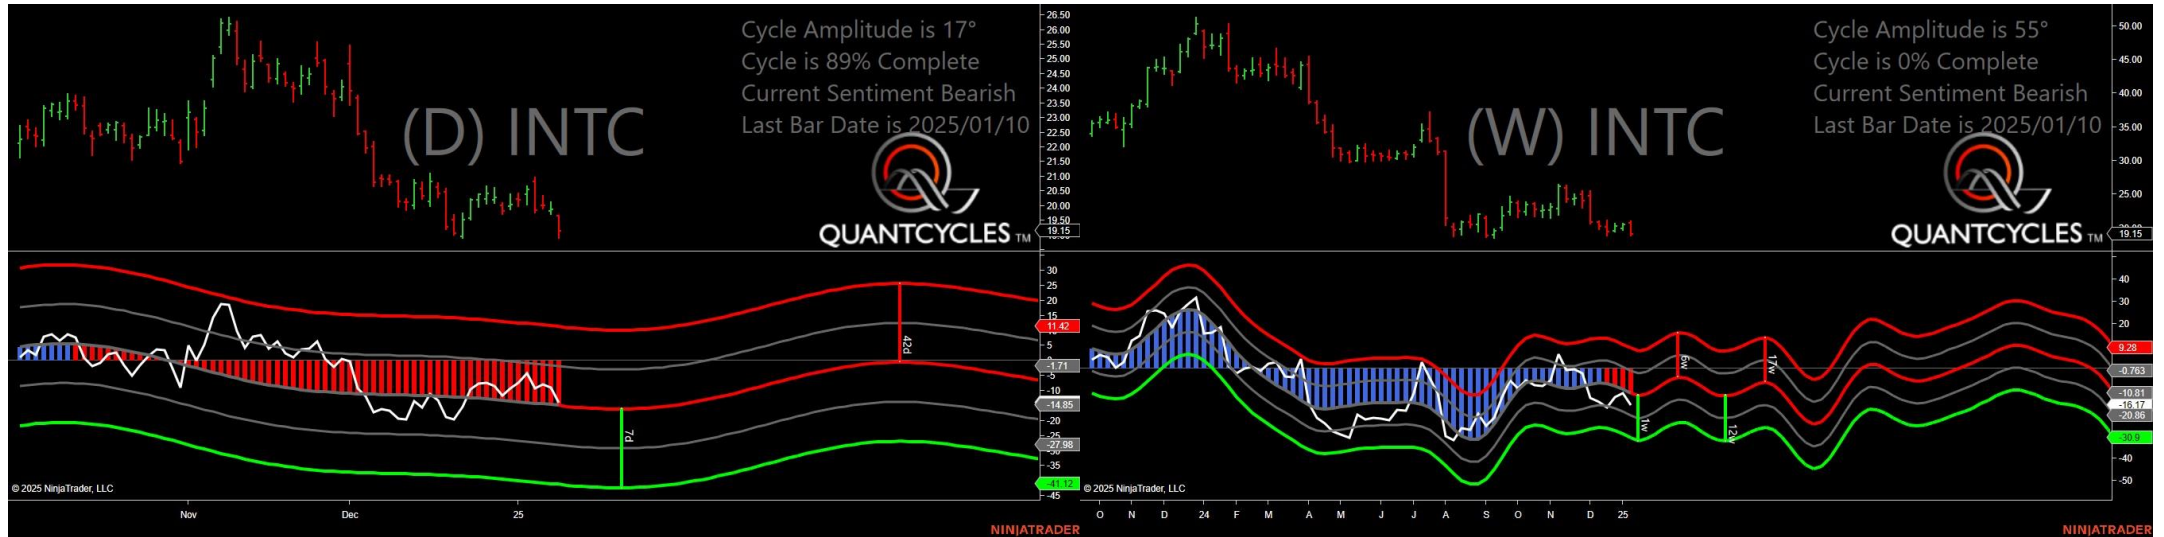 Cycle Amplitude is 17°
Cycle is 89% Complete
Current Sentiment Bearish
Last Bar Date is 2025/01/10
(D) INTC
QUANTCYCLES TM
26.50
26.00
25.50
25.00
24.50
24.00
23.50
23.00
22.50
22.00
21.50
21.00
20.50
20.00
19.50
19.15
30
25
20
15
11.42
5
-1.71
-5
-10
-14.85
-20
-25
-27.98
-35
-41.12
-45
42d
7d
© 2025 NinjaTrader, LLC
Nov
Dec
25
NINJATRADER
Cycle Amplitude is 55°
Cycle is 0% Complete
Current Sentiment Bearish
Last Bar Date is 2025/01/10
(W) INTC
QUANTCYCLES TM
50.00
45.00
40.00
35.00
30.00
25.00
19.15
40
30
20
9.28
-0.763
-10.81
-16.17
-20.86
-30.9
-40
-50
6w
17w
1w
12w
© 2025 NinjaTrader, LLC
O N D 24 F M A M J J A S O N D 25
NINJATRADER